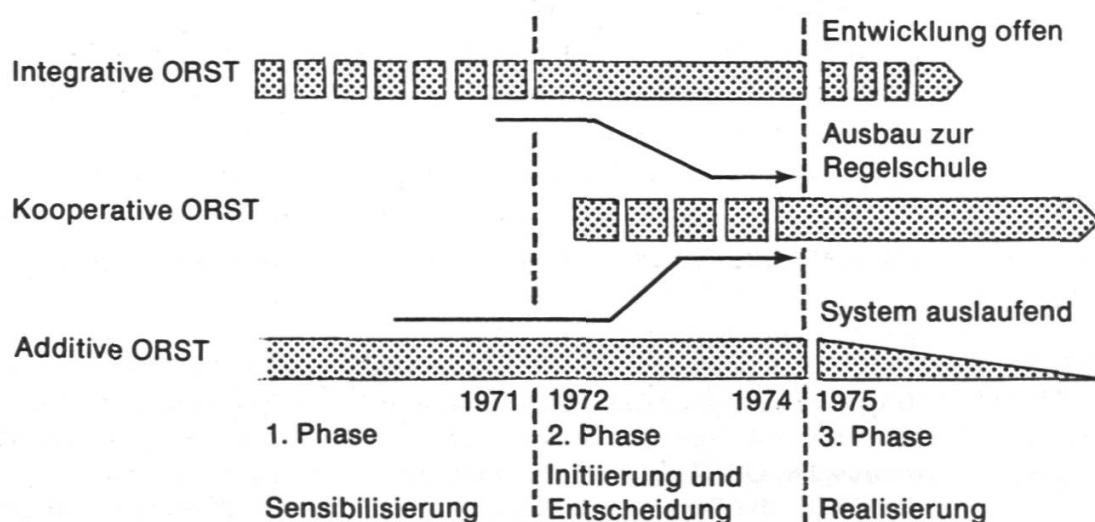 Entwicklung offen
Integrative ORST
Ausbau zur
Regelschule
Kooperative ORST
System auslaufend
Additive ORST
1971 1972 1974 1975
1. Phase 2. Phase 3. Phase
Initiierung und
Sensibilisierung Entscheidung Realisierung